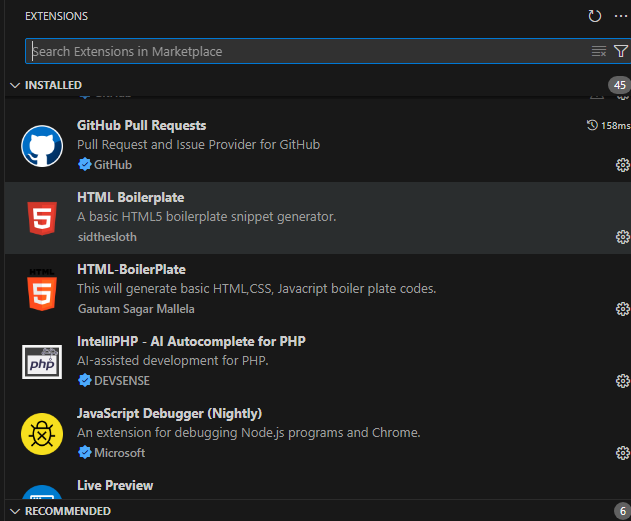 EXTENSIONS
Search Extensions in Marketplace
INSTALLED 45
GitHub
GitHub Pull Requests 158ms
Pull Request and Issue Provider for GitHub
GitHub
HTML Boilerplate
A basic HTML5 boilerplate snippet generator.
sidthesloth
HTML
HTML-BoilerPlate
This will generate basic HTML,CSS, Javacript boiler plate codes.
Gautam Sagar Mallela
php
IntelliPHP - AI Autocomplete for PHP
AI-assisted development for PHP.
DEVSENSE
JavaScript Debugger (Nightly)
An extension for debugging Node.js programs and Chrome.
Microsoft
Live Preview
RECOMMENDED 6